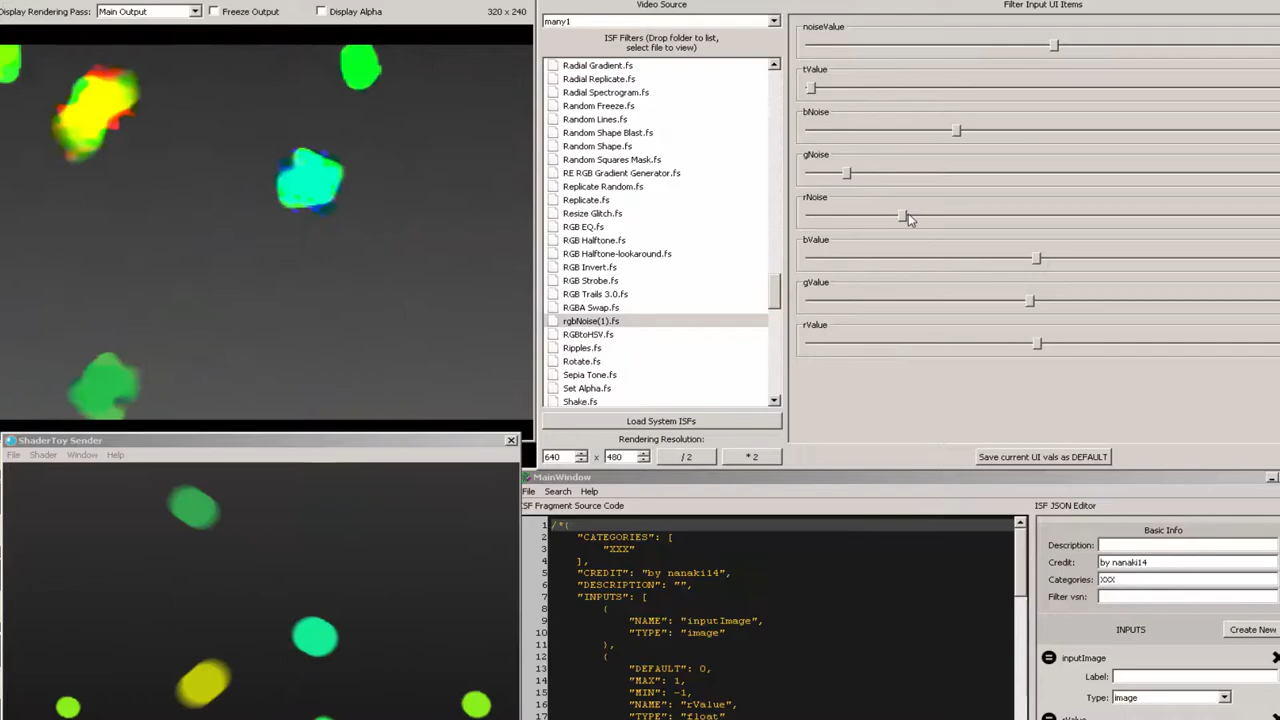 Display Rendering Pass:
Main Output
Freeze Output
Display Alpha
320 x 240
Video Source
many1
ISF Filters (Drop folder to list,
select file to view)
Radial Gradient.fs
Radial Replicate.fs
Radial Spectrogram.fs
Random Freeze.fs
Random Lines.fs
Random Shape Blast.fs
Random Shape.fs
Random Squares Mask.fs
RE RGB Gradient Generator.fs
Replicate Random.fs
Replicate.fs
Resize Glitch.fs
RGB EQ.fs
RGB Halftone.fs
RGB Halftone-lookaround.fs
RGB Invert.fs
RGB Strobe.fs
RGB Trails 3.0.fs
RGBA Swap.fs
rgbNoise(1).fs
RGBtoHSV.fs
Ripples.fs
Rotate.fs
Sepia Tone.fs
Set Alpha.fs
Shake.fs
Load System ISFs
Rendering Resolution:
640 x 480 / 2 * 2
Filter Input UI Items
noiseValue
tValue
bNoise
gNoise
rNoise
bValue
gValue
rValue
Save current UI vals as DEFAULT
ShaderToy Sender
File Shader Window Help
MainWindow
File Search Help
ISF Fragment Source Code
1 /*{
2 "CATEGORIES": [
3 "XXX"
4 ],
5 "CREDIT": "by nanaki14",
6 "DESCRIPTION": "",
7 "INPUTS": [
8 {
9 "NAME": "inputImage",
10 "TYPE": "image"
11 },
12 {
13 "DEFAULT": 0,
14 "MAX": 1,
15 "MIN": -1,
16 "NAME": "rValue",
17 "TYPE": "float"
ISF JSON Editor
Basic Info
Description:
Credit: by nanaki14
Categories: XXX
Filter vsn:
INPUTS Create New
inputImage
Label:
Type: image
rValue